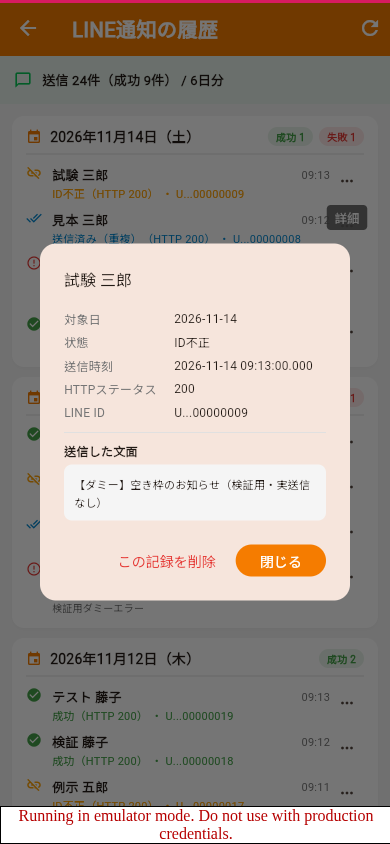 LINE通知の履歴
送信 24件（成功 9件） / 6日分
2026年11月14日（土） 成功 1 失敗 1
試験 三郎 09:13
ID不正（HTTP 200） ・ U...00000009
見本 三郎 09:12
詳細
送信済み（重複）（HTTP 200） ・ U...00000008
試験 三郎
対象日 2026-11-14
状態 ID不正
送信時刻 2026-11-14 09:13:00.000
HTTPステータス 200
LINE ID U...00000009
送信した文面
【ダミー】空き枠のお知らせ（検証用・実送信
なし）
この記録を削除 閉じる
検証用ダミーエラー
2026年11月12日（木） 成功 2
テスト 藤子 09:13
成功（HTTP 200） ・ U...00000019
検証 藤子 09:12
成功（HTTP 200） ・ U...00000018
例示 五郎 09:11
ID不正（HTTP 200） ・ U...00000017
Running in emulator mode. Do not use with production
credentials.